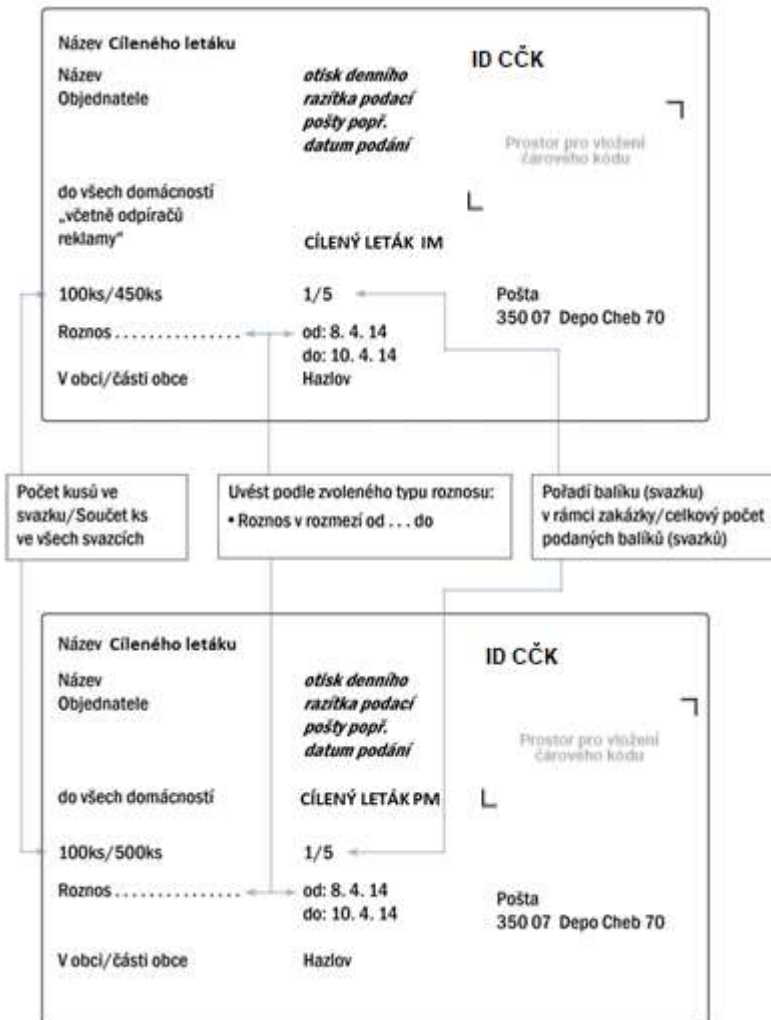 Název Cíleného letáku
ID CČK
Název
Objednatele
otisk denního
razítka podací
pošty popř.
datum podání
Prostor pro vložení
čárového kódu
do všech domácností
„včetně odpíračů
reklamy“
CÍLENÝ LETÁK IM
100ks/450ks
1/5
Pošta
350 07 Depo Cheb 70
Roznos ...............
od: 8. 4. 14
do: 10. 4. 14
V obci/části obce
Hazlov
Počet kusů ve
svazku/Součet ks
ve všech svazcích
Uvést podle zvoleného typu roznosu:
• Roznos v rozmezí od . . . do
Pořadí balíku (svazku)
v rámci zakázky/celkový počet
podaných balíků (svazků)
Název Cíleného letáku
ID CČK
Název
Objednatele
otisk denního
razítka podací
pošty popř.
datum podání
Prostor pro vložení
čárového kódu
do všech domácností
CÍLENÝ LETÁK PM
100ks/500ks
1/5
Roznos ...............
od: 8. 4. 14
do: 10. 4. 14
Pošta
350 07 Depo Cheb 70
V obci/části obce
Hazlov